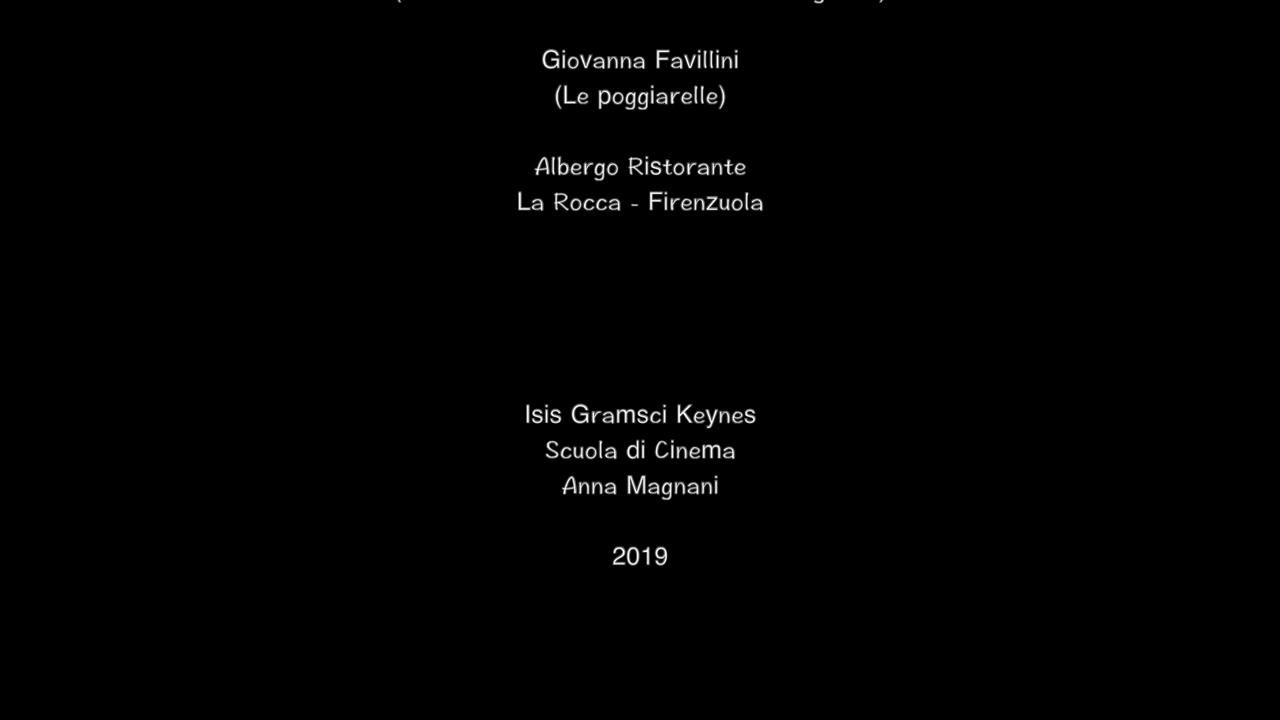 Giovanna Favillini
(Le poggiarelle)
Albergo Ristorante
La Rocca - Firenzuola
Isis Gramsci Keynes
Scuola di Cinema
Anna Magnani
2019